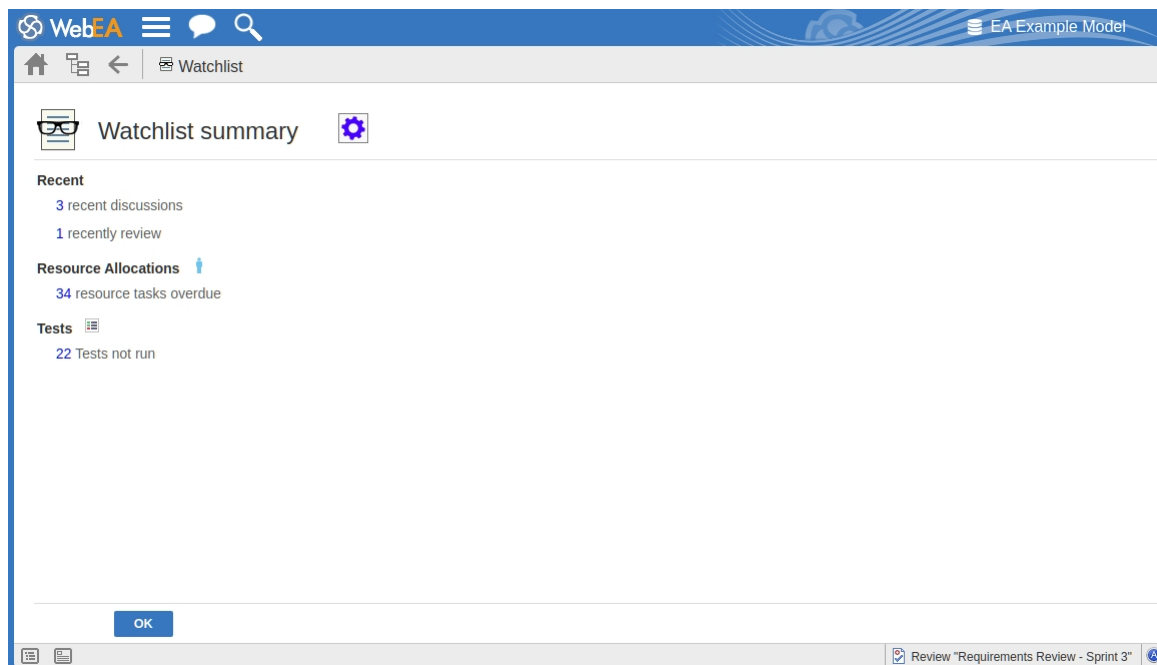 WebEA
EA Example Model
Watchlist
Watchlist summary
Recent
3 recent discussions
1 recently review
Resource Allocations
34 resource tasks overdue
Tests
22 Tests not run
OK
Review "Requirements Review - Sprint 3"